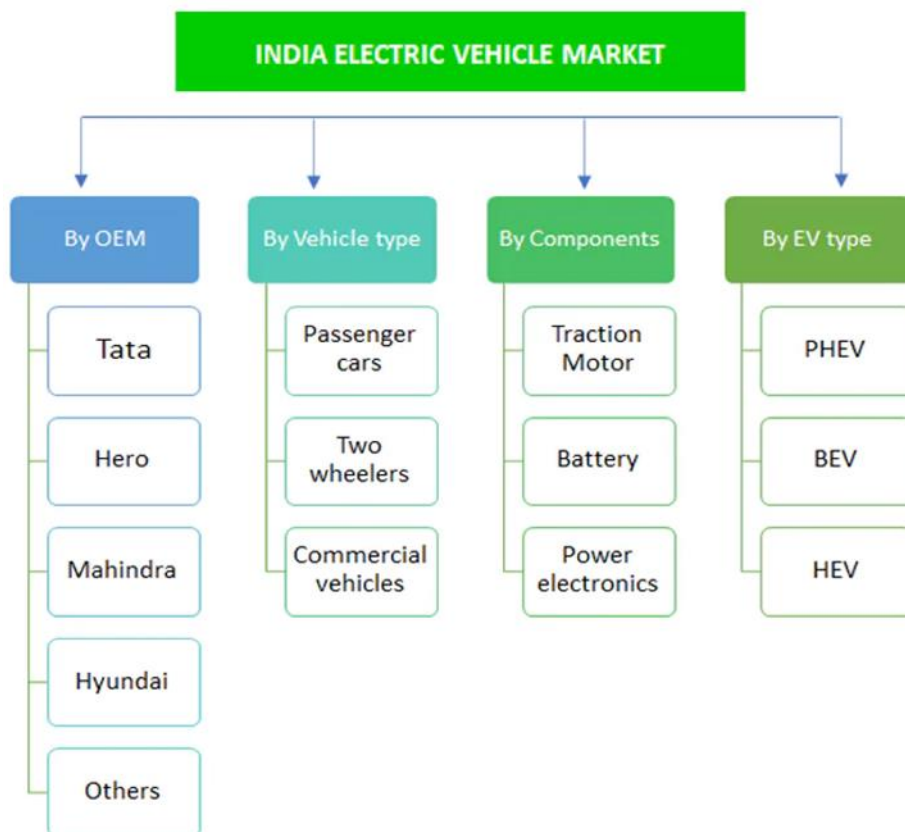 INDIA ELECTRIC VEHICLE MARKET
By OEM
Tata
Hero
Mahindra
Hyundai
Others
By Vehicle type
Passenger
cars
Two
wheelers
Commercial
vehicles
By Components
Traction
Motor
Battery
Power
electronics
By EV type
PHEV
BEV
HEV